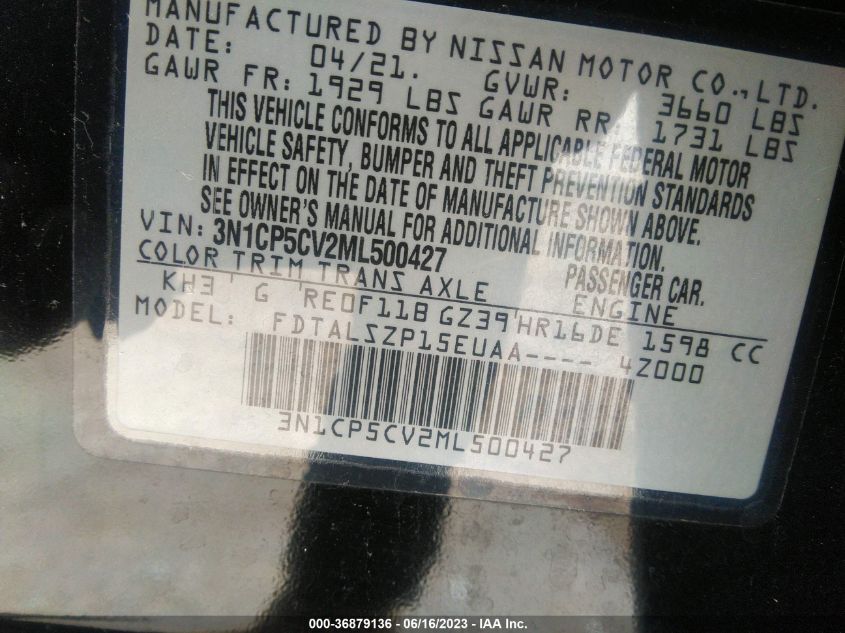 MANUFACTURED BY NISSAN MOTOR CO.,LTD.
DATE: 04/21. GVWR: 3660 LBS
GAWR FR: 1929 LBS GAWR RR: 1731 LBS
THIS VEHICLE CONFORMS TO ALL APPLICABLE FEDERAL MOTOR
VEHICLE SAFETY, BUMPER AND THEFT PREVENTION STANDARDS
IN EFFECT ON THE DATE OF MANUFACTURE SHOWN ABOVE.
SEE OWNER'S MANUAL FOR ADDITIONAL INFORMATION.
VIN: 3N1CP5CV2ML500427 PASSENGER CAR.
COLOR TRIM TRANS AXLE ENGINE
KH3 ' G 'RE0F11B GZ39'HR16DE 1598 CC
MODEL: FDTALSZP15EUAA---- 4Z000
3N1CP5CV2ML500427
000-36879136 - 06/16/2023 - IAA Inc.